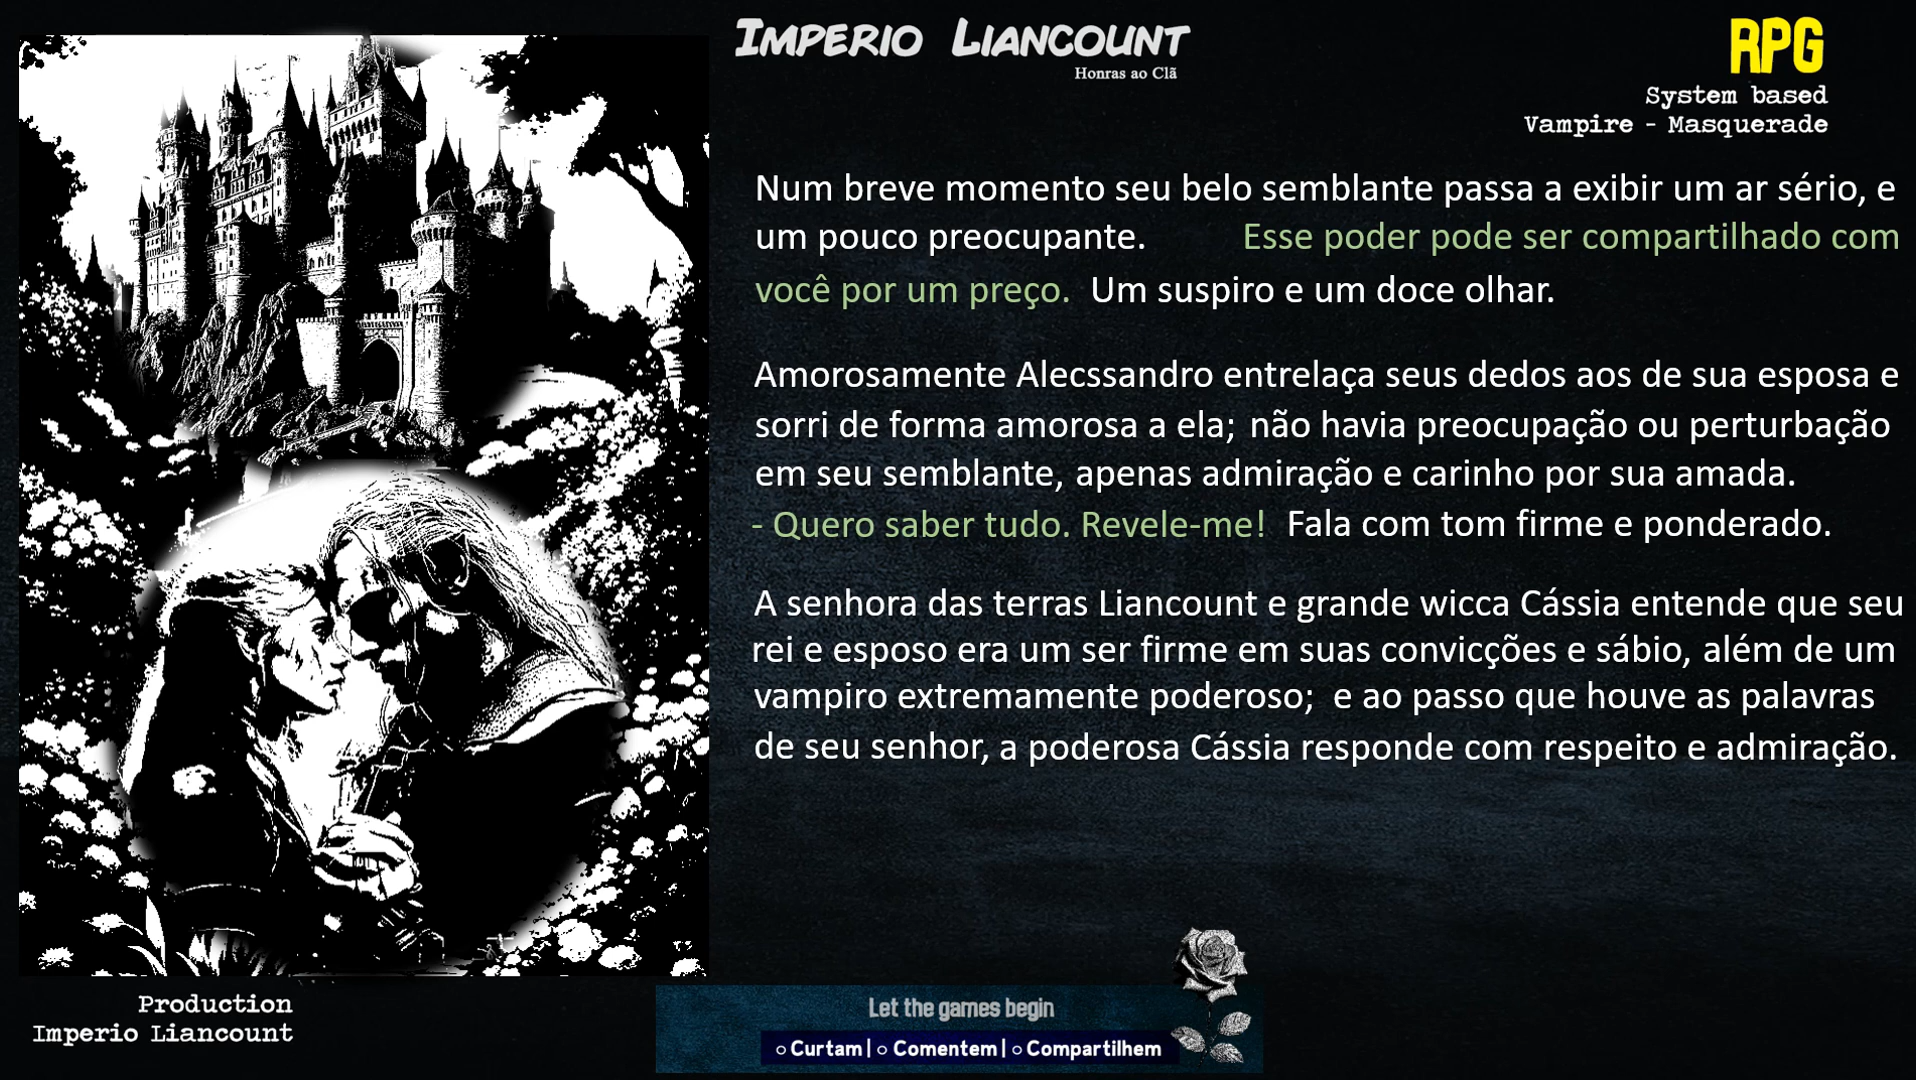 Imperio Liancount
Honras ao Clã
RPG
System based
Vampire - Masquerade
Num breve momento seu belo semblante passa a exibir um ar sério, e
um pouco preocupante. Esse poder pode ser compartilhado com
você por um preço. Um suspiro e um doce olhar.
Amorosamente Alecssandro entrelaça seus dedos aos de sua esposa e
sorri de forma amorosa a ela; não havia preocupação ou perturbação
em seu semblante, apenas admiração e carinho por sua amada.
- Quero saber tudo. Revele-me! Fala com tom firme e ponderado.
A senhora das terras Liancount e grande wicca Cássia entende que seu
rei e esposo era um ser firme em suas convicções e sábio, além de um
vampiro extremamente poderoso; e ao passo que houve as palavras
de seu senhor, a poderosa Cássia responde com respeito e admiração.
Production
Imperio Liancount
Let the games begin
○ Curtam | ○ Comentem | ○ Compartilhem